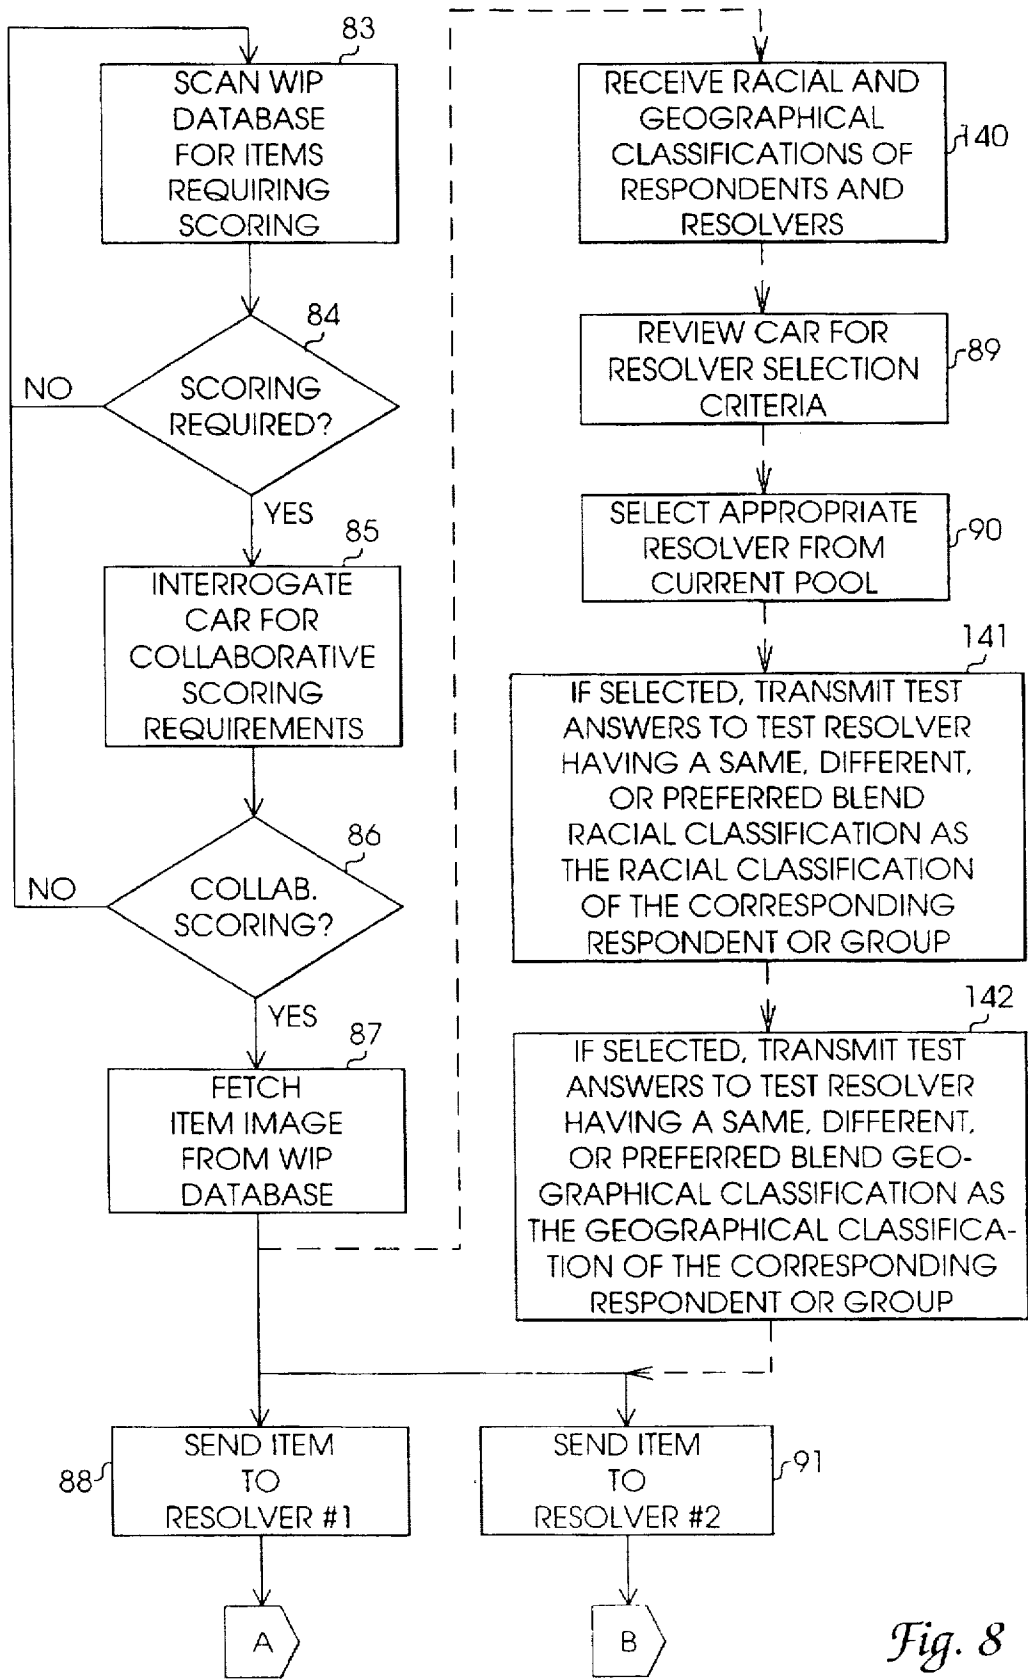 83
SCAN WIP
DATABASE
FOR ITEMS
REQUIRING
SCORING
84
SCORING
REQUIRED?
NO
YES
85
INTERROGATE
CAR FOR
COLLABORATIVE
SCORING
REQUIREMENTS
86
COLLAB.
SCORING?
NO
YES
87
FETCH
ITEM IMAGE
FROM WIP
DATABASE
RECEIVE RACIAL AND
GEOGRAPHICAL
CLASSIFICATIONS OF
RESPONDENTS AND
RESOLVERS
140
REVIEW CAR FOR
RESOLVER SELECTION
CRITERIA
89
SELECT APPROPRIATE
RESOLVER FROM
CURRENT POOL
90
141
IF SELECTED, TRANSMIT TEST
ANSWERS TO TEST RESOLVER
HAVING A SAME, DIFFERENT,
OR PREFERRED BLEND
RACIAL CLASSIFICATION AS
THE RACIAL CLASSIFICATION
OF THE CORRESPONDING
RESPONDENT OR GROUP
142
IF SELECTED, TRANSMIT TEST
ANSWERS TO TEST RESOLVER
HAVING A SAME, DIFFERENT,
OR PREFERRED BLEND GEO-
GRAPHICAL CLASSIFICATION AS
THE GEOGRAPHICAL CLASSIFICA-
TION OF THE CORRESPONDING
RESPONDENT OR GROUP
88
SEND ITEM
TO
RESOLVER #1
SEND ITEM
TO
RESOLVER #2
91
A
B
Fig. 8